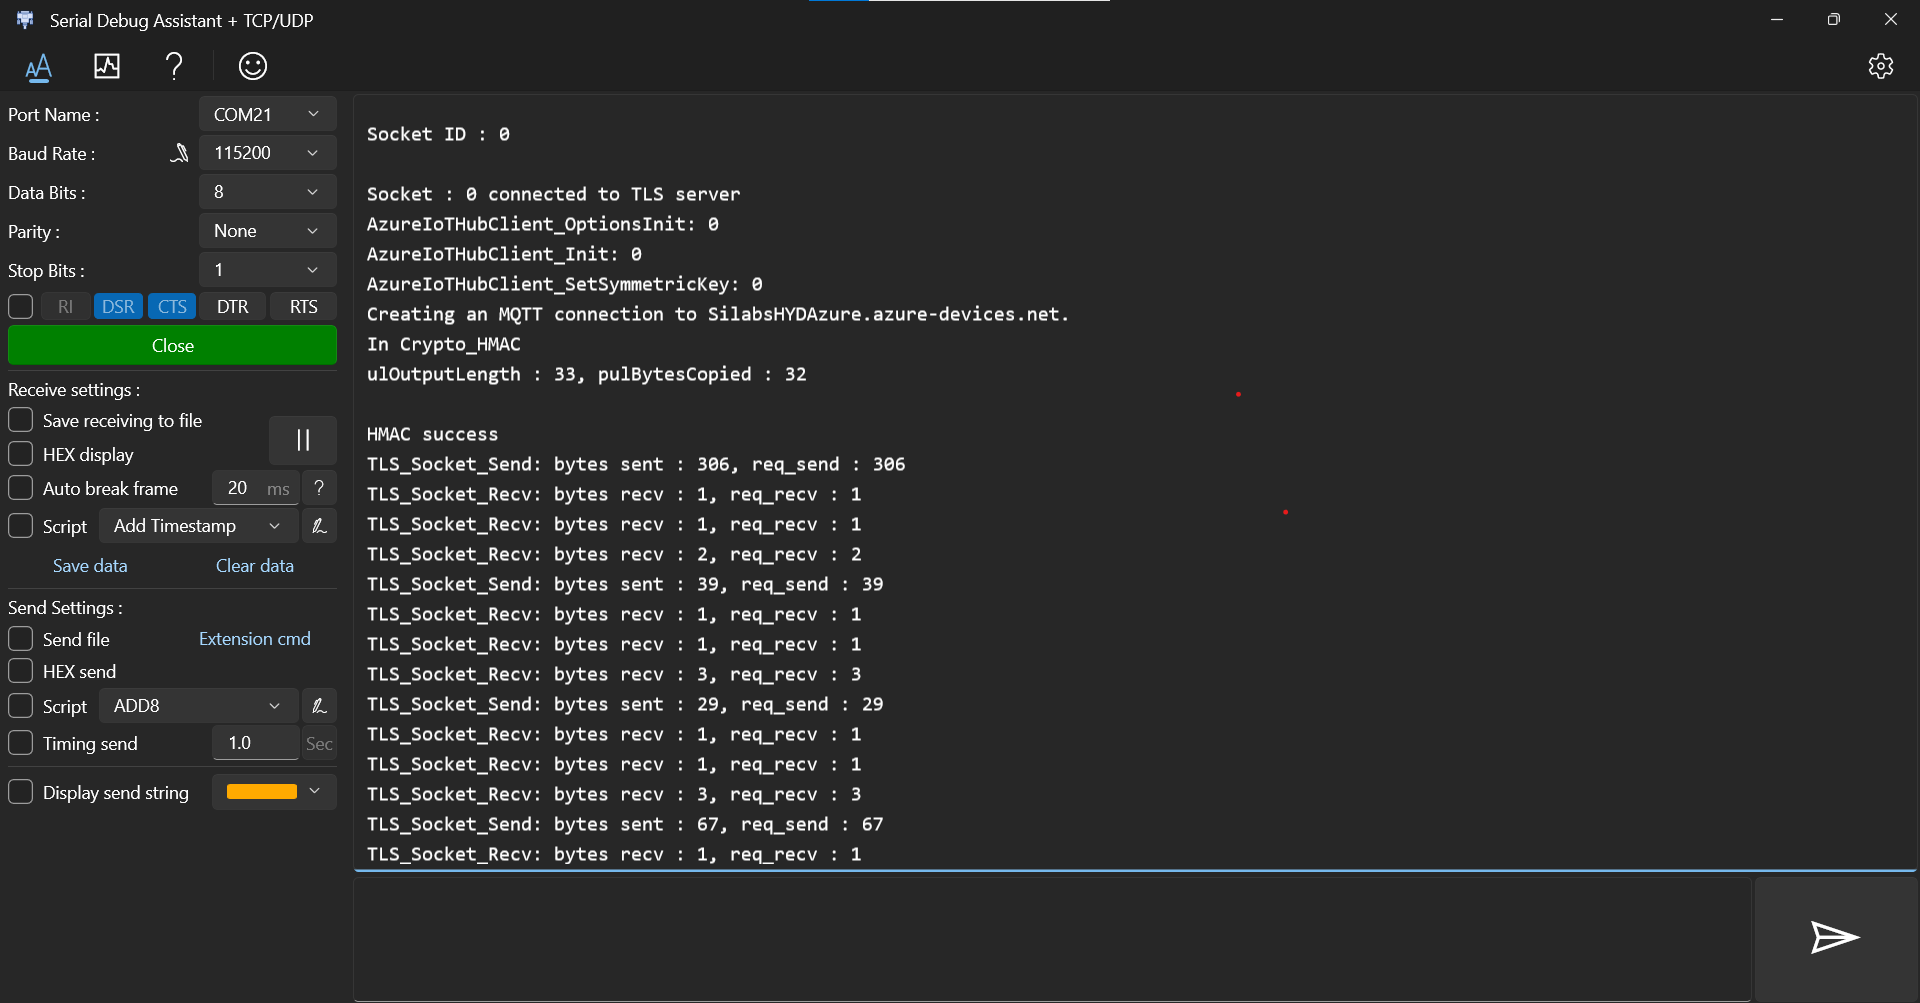 Serial Debug Assistant + TCP/UDP
Port Name : COM21
Baud Rate : 115200
Data Bits : 8
Parity : None
Stop Bits : 1
RI DSR CTS DTR RTS
Close
Receive settings :
Save receiving to file
HEX display
Auto break frame 20 ms ?
Script Add Timestamp
Save data Clear data
Send Settings :
Send file Extension cmd
HEX send
Script ADD8
Timing send 1.0 Sec
Display send string
Socket ID : 0
Socket : 0 connected to TLS server
AzureIoTHubClient_OptionsInit: 0
AzureIoTHubClient_Init: 0
AzureIoTHubClient_SetSymmetricKey: 0
Creating an MQTT connection to SilabsHYDAzure.azure-devices.net.
In Crypto_HMAC
ulOutputLength : 33, pulBytesCopied : 32
HMAC success
TLS_Socket_Send: bytes sent : 306, req_send : 306
TLS_Socket_Recv: bytes recv : 1, req_recv : 1
TLS_Socket_Recv: bytes recv : 1, req_recv : 1
TLS_Socket_Recv: bytes recv : 2, req_recv : 2
TLS_Socket_Send: bytes sent : 39, req_send : 39
TLS_Socket_Recv: bytes recv : 1, req_recv : 1
TLS_Socket_Recv: bytes recv : 1, req_recv : 1
TLS_Socket_Recv: bytes recv : 3, req_recv : 3
TLS_Socket_Send: bytes sent : 29, req_send : 29
TLS_Socket_Recv: bytes recv : 1, req_recv : 1
TLS_Socket_Recv: bytes recv : 1, req_recv : 1
TLS_Socket_Recv: bytes recv : 3, req_recv : 3
TLS_Socket_Send: bytes sent : 67, req_send : 67
TLS_Socket_Recv: bytes recv : 1, req_recv : 1